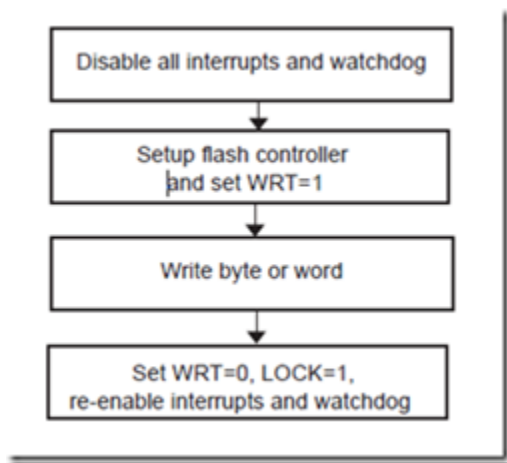 Disable all interrupts and watchdog
Setup flash controller
and set WRT=1
Write byte or word
Set WRT=0, LOCK=1,
re-enable interrupts and watchdog